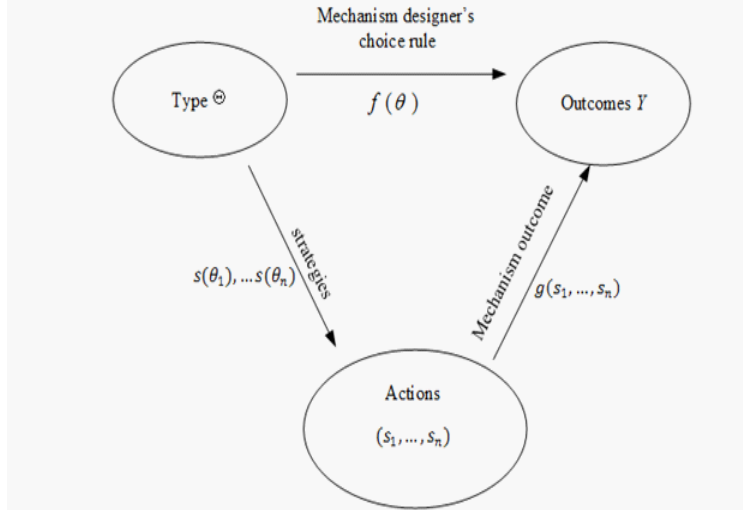 Mechanism designer's
choice rule
Type Θ
f(θ)
Outcomes Y
strategies
s(θ₁),...s(θₙ)
Mechanism outcome
g(s₁,...,sₙ)
Actions
(s₁,...,sₙ)